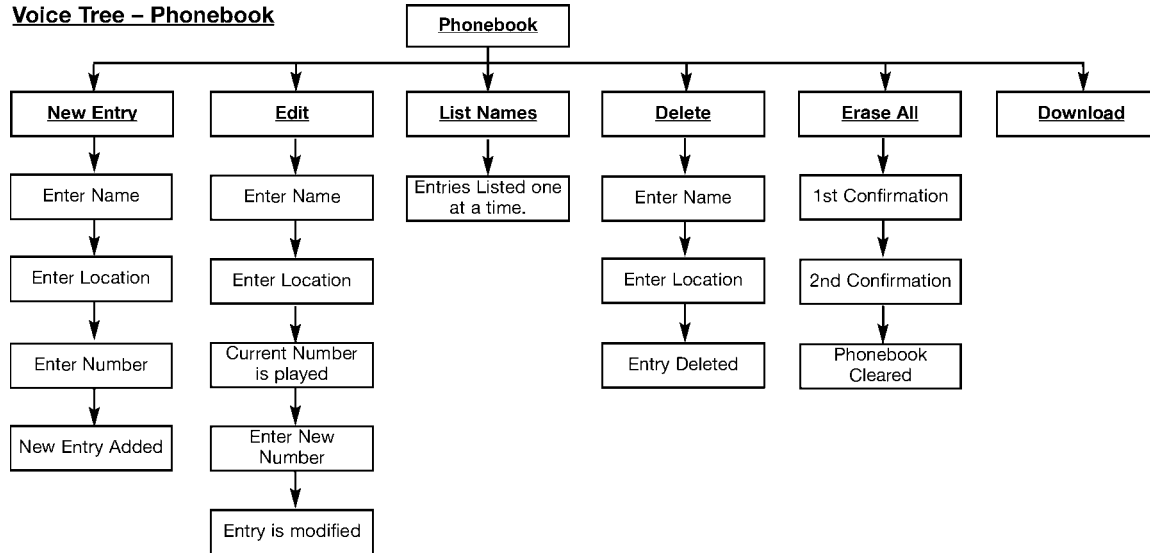 Voice Tree – Phonebook
Phonebook
New Entry
Edit
List Names
Delete
Erase All
Download
Enter Name
Enter Name
Entries Listed one
at a time.
Enter Name
1st Confirmation
Enter Location
Enter Location
Enter Location
2nd Confirmation
Enter Number
Current Number
is played
Entry Deleted
Phonebook
Cleared
New Entry Added
Enter New
Number
Entry is modified